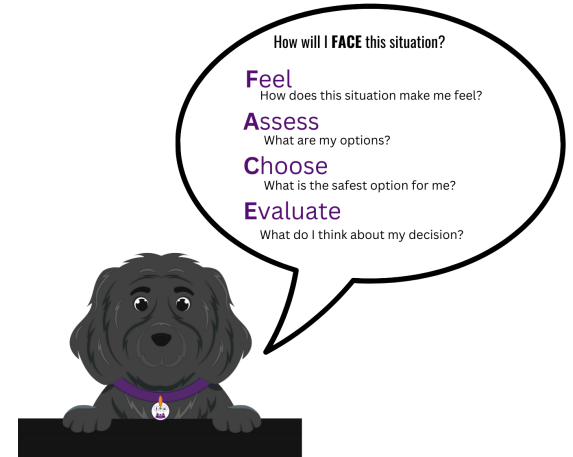 How will I FACE this situation?
Feel
How does this situation make me feel?
Assess
What are my options?
Choose
What is the safest option for me?
Evaluate
What do I think about my decision?